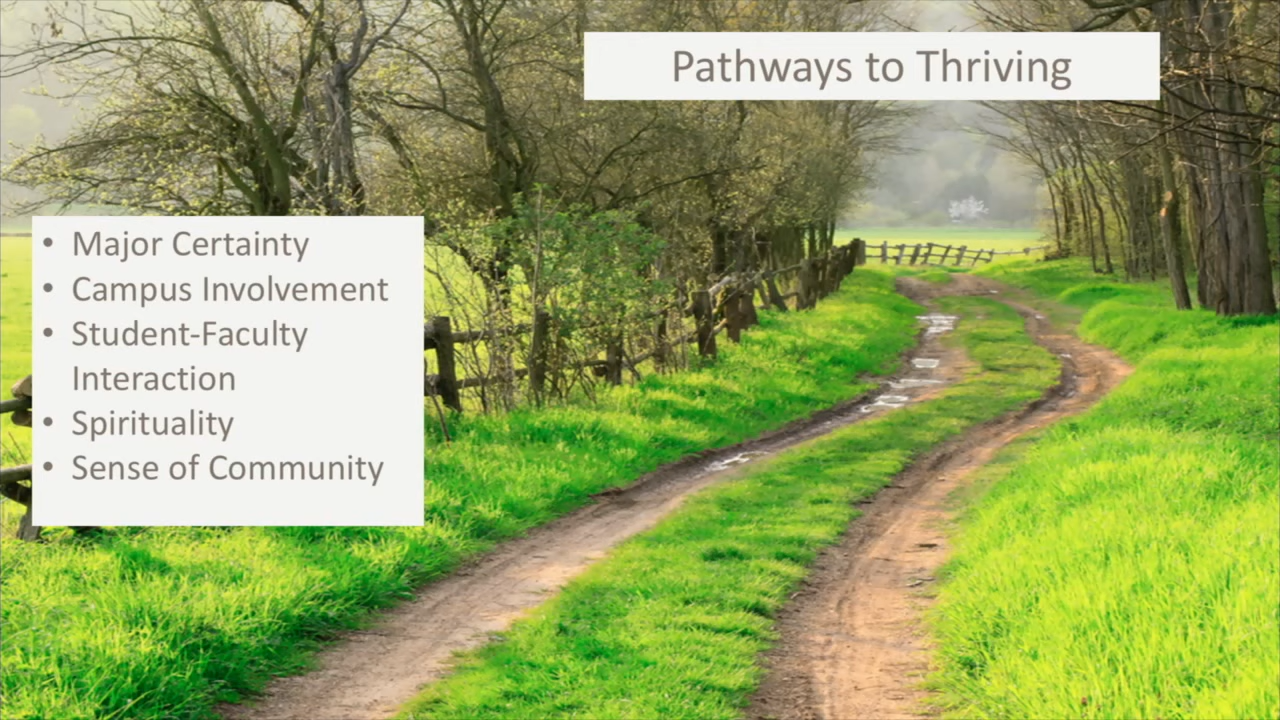 Pathways to Thriving
• Major Certainty
• Campus Involvement
• Student-Faculty
Interaction
• Spirituality
• Sense of Community